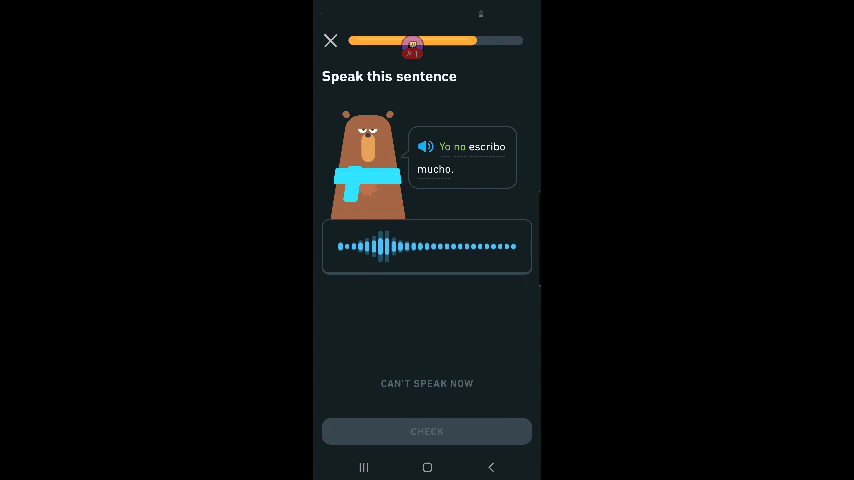 Speak this sentence
Yo no escribo
mucho.
CAN'T SPEAK NOW
CHECK